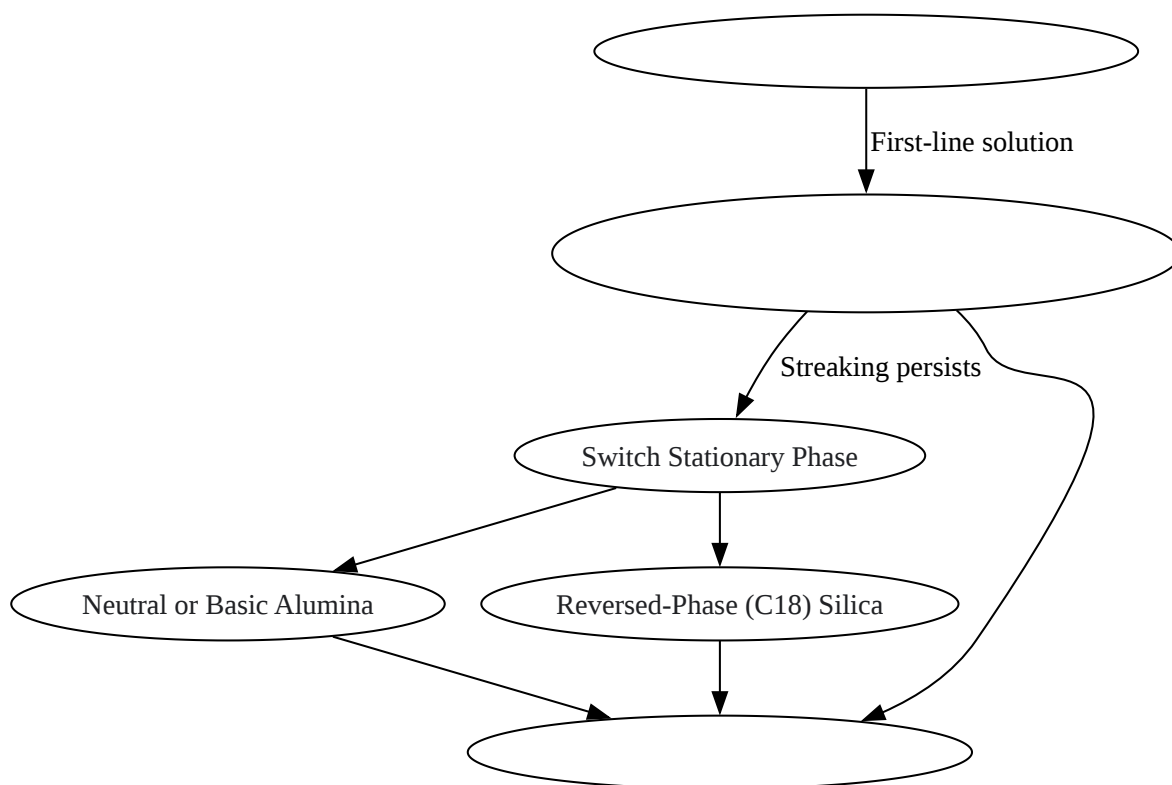 First-line solution
Streaking persists
Switch Stationary Phase
Neutral or Basic Alumina
Reversed-Phase (C18) Silica